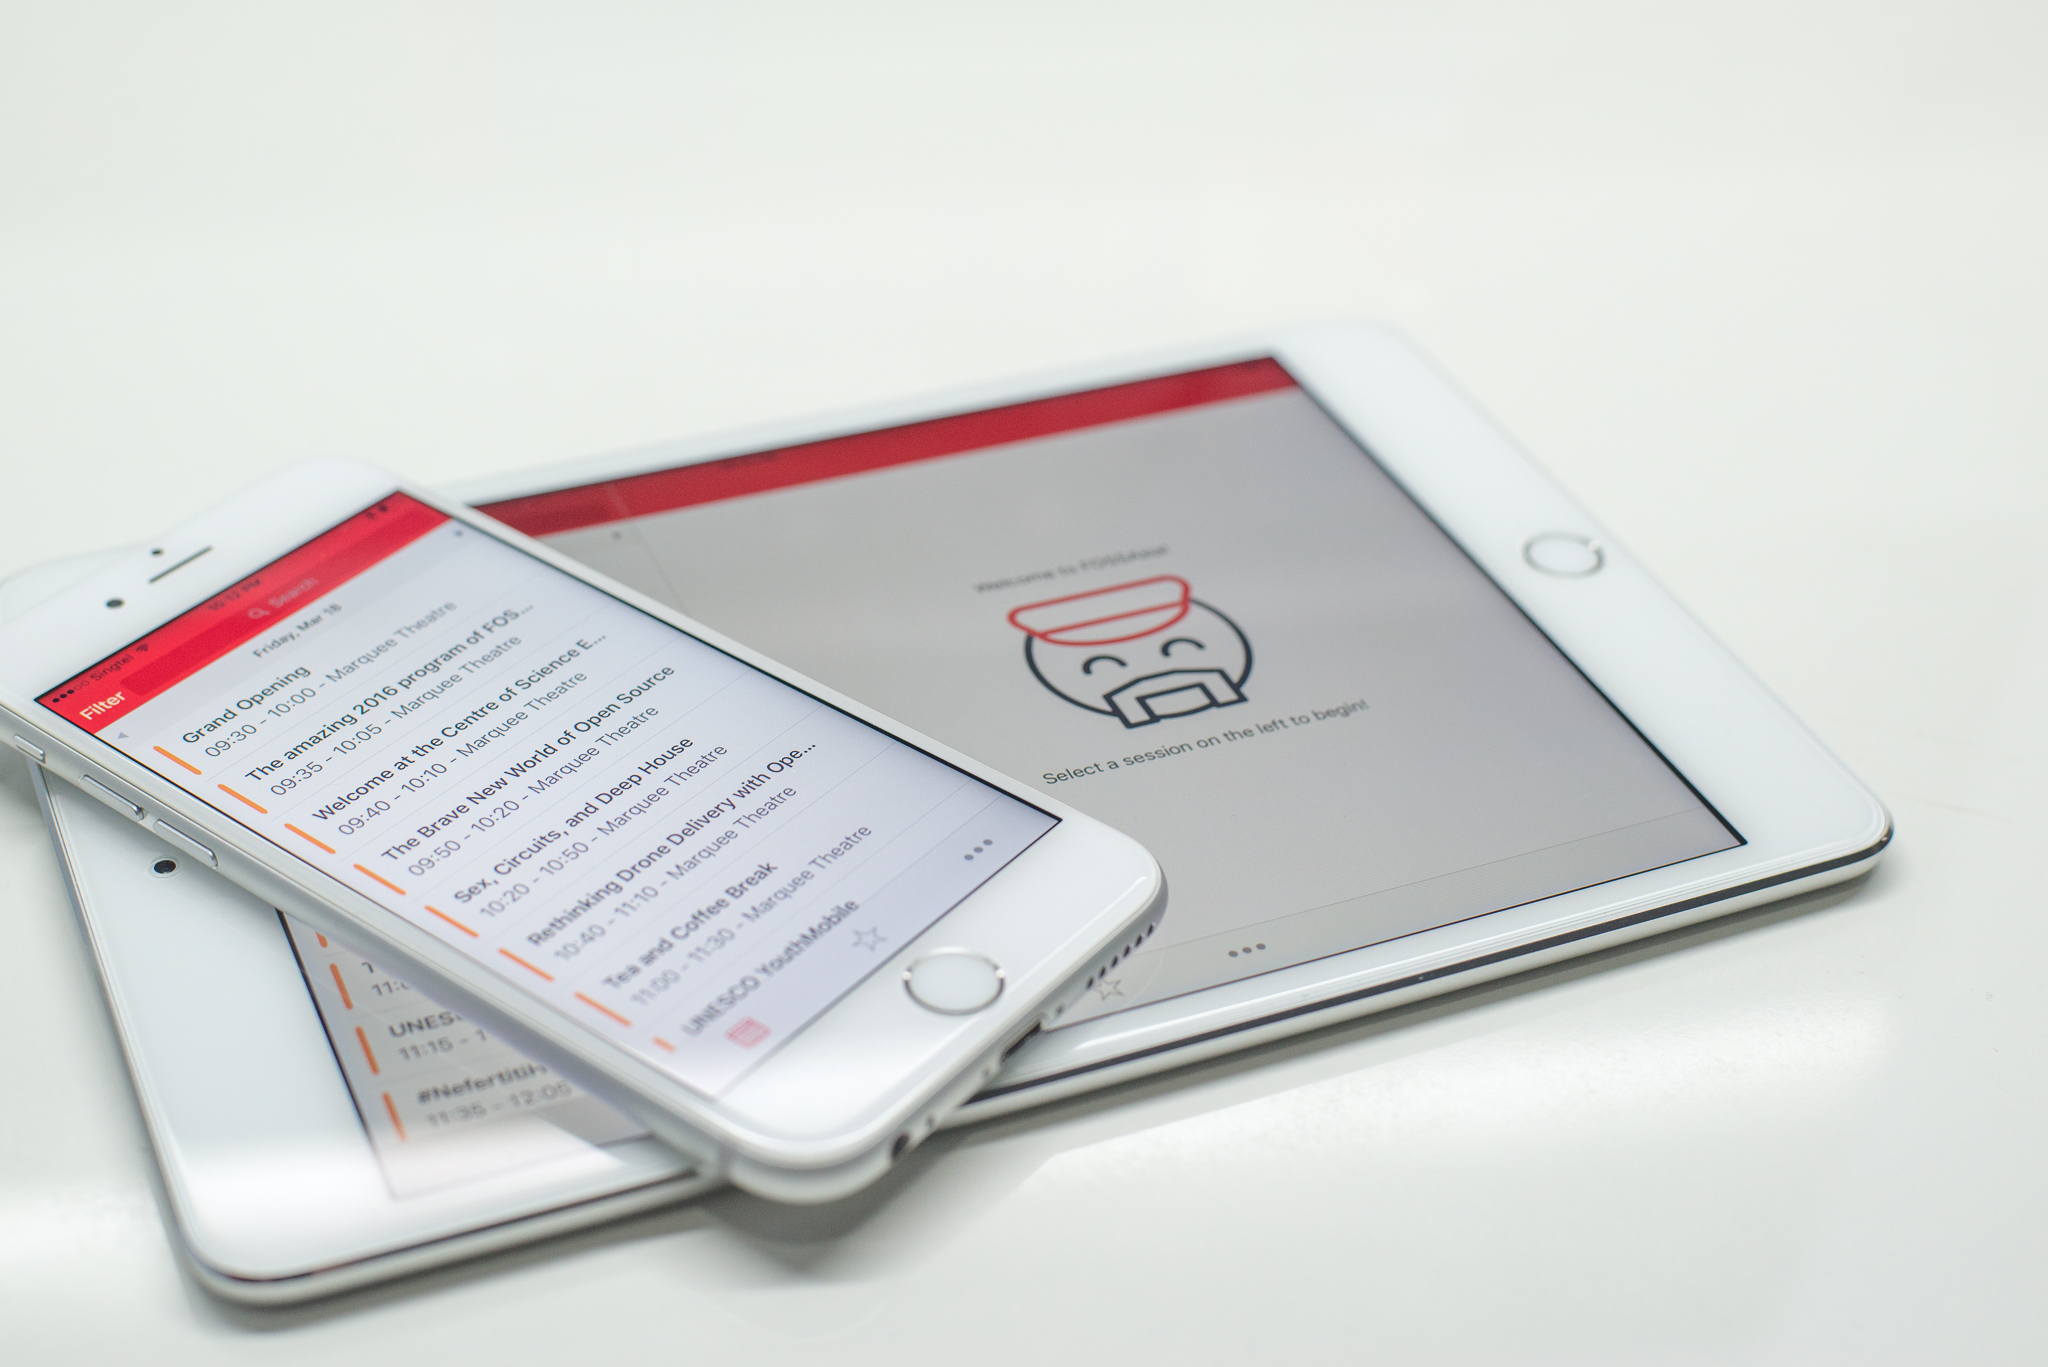 Singtel
10:12 PM
Filter
Search
Friday, Mar 18
Grand Opening
09:30 - 10:00 - Marquee Theatre
The amazing 2016 program of FOS...
09:35 - 10:05 - Marquee Theatre
Welcome at the Centre of Science E...
09:40 - 10:10 - Marquee Theatre
The Brave New World of Open Source
09:50 - 10:20 - Marquee Theatre
Sex, Circuits, and Deep House
10:20 - 10:50 - Marquee Theatre
Rethinking Drone Delivery with Ope...
10:40 - 11:10 - Marquee Theatre
Tea and Coffee Break
11:00 - 11:30 - Marquee Theatre
UNESCO YouthMobile
UNES
11:15 - 1
#Nefertiti
11:35 - 12:05
Welcome to FOSSASIA!
Select a session on the left to begin!